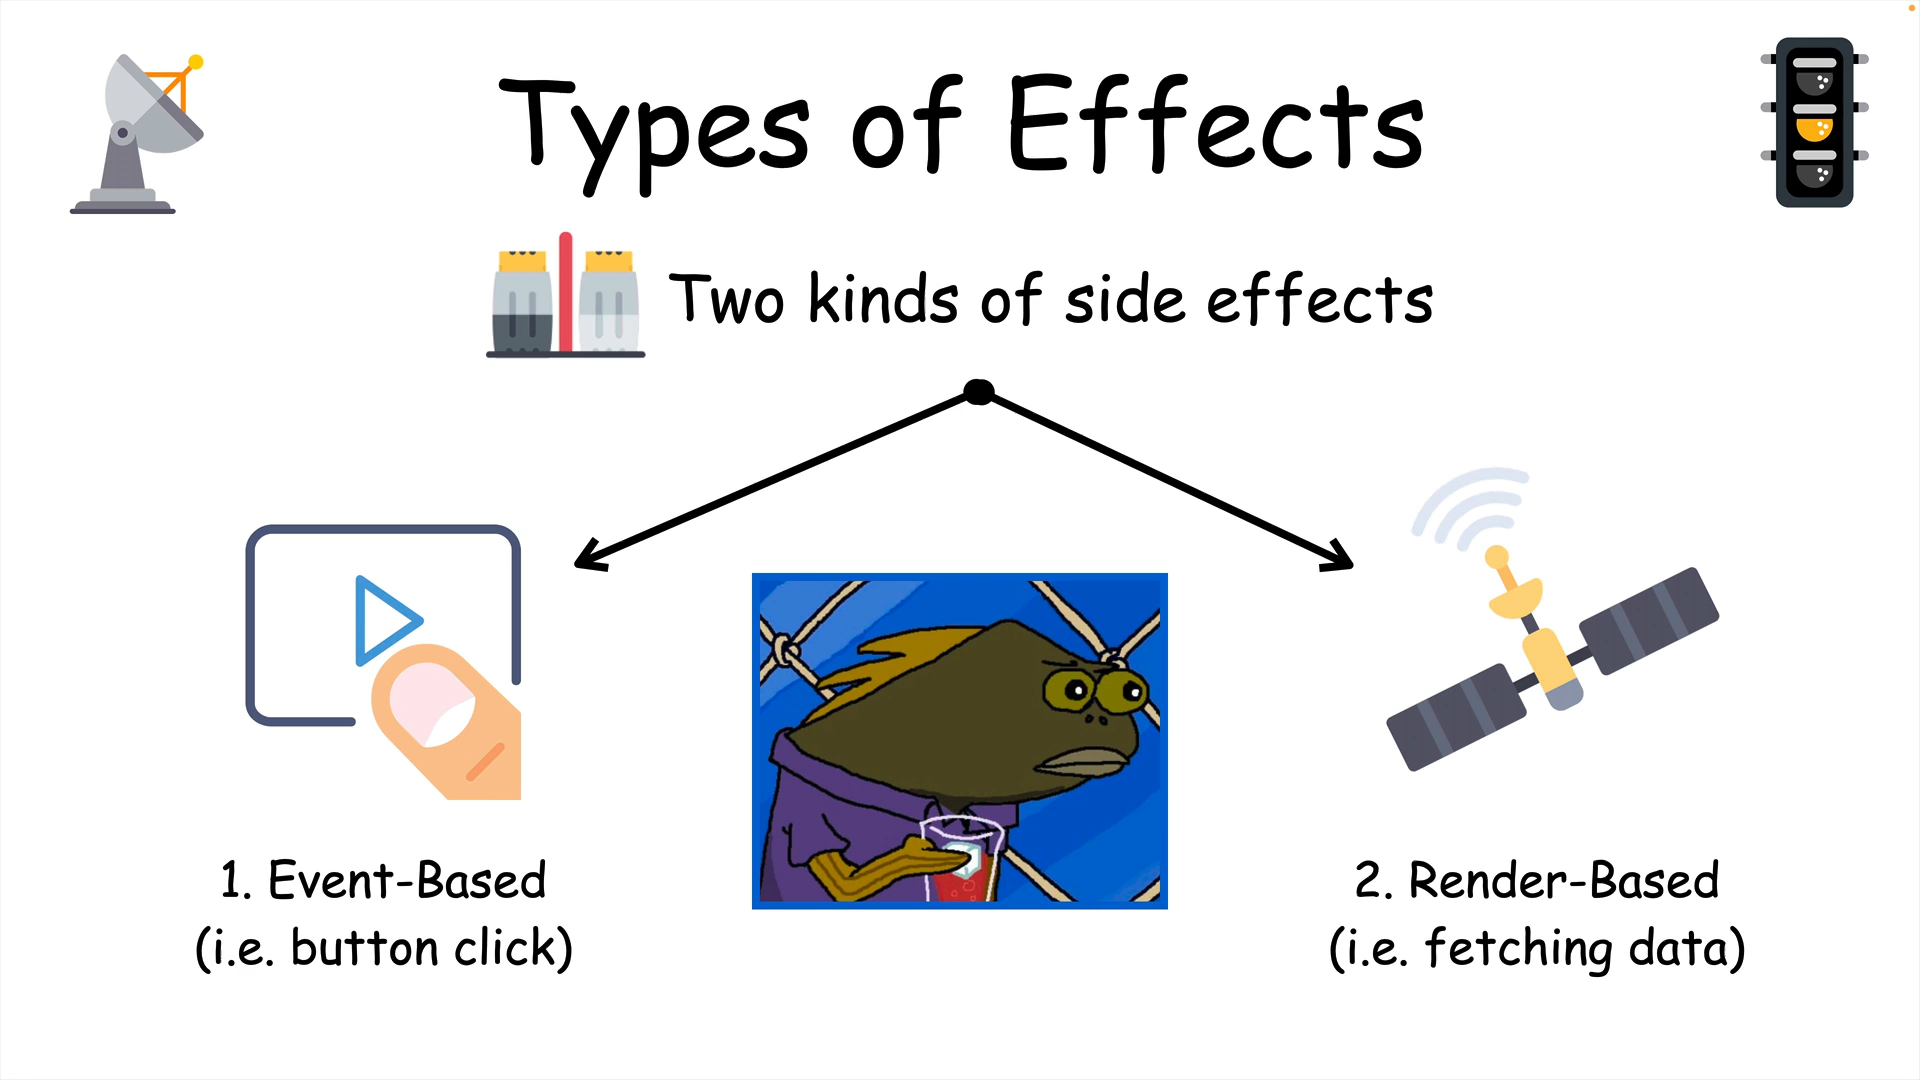 Types of Effects
Two kinds of side effects
1. Event-Based
(i.e. button click)
2. Render-Based
(i.e. fetching data)